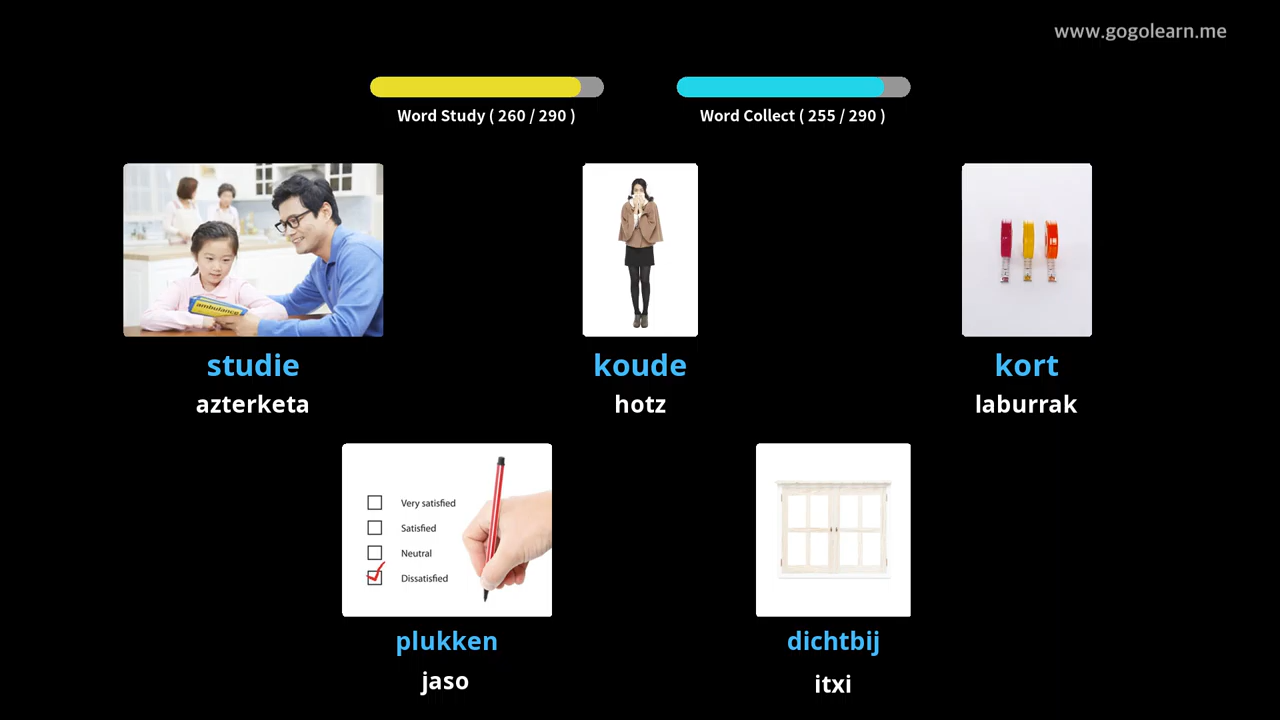 www.gogolearn.me
Word Study ( 260 / 290 )
Word Collect ( 255 / 290 )
ambulance
studie
azterketa
koude
hotz
kort
laburrak
Very satisfied
Satisfied
Neutral
Dissatisfied
plukken
jaso
dichtbij
itxi